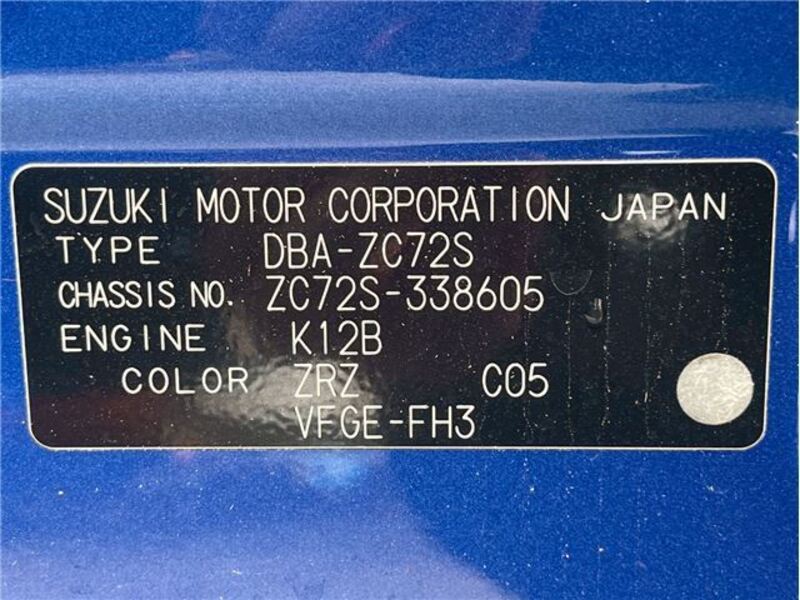 SUZUKI MOTOR CORPORATION JAPAN
TYPE DBA-ZC72S
CHASSIS NO. ZC72S-338605
ENGINE K12B
COLOR ZRZ C05
VFGE-FH3